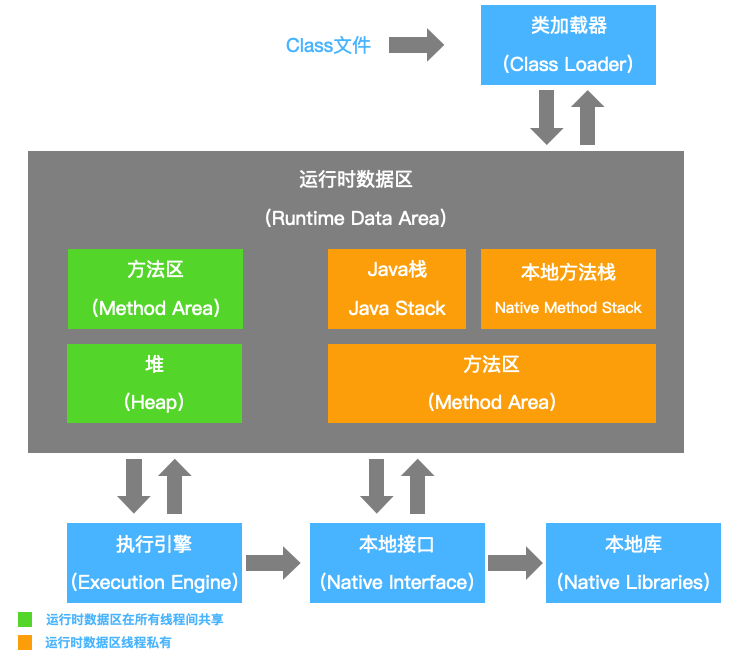 Class文件
类加载器
（Class Loader）
运行时数据区
（Runtime Data Area）
方法区
（Method Area）
Java栈
Java Stack
本地方法栈
Native Method Stack
堆
（Heap）
方法区
（Method Area）
执行引擎
（Execution Engine）
本地接口
（Native Interface）
本地库
（Native Libraries）
运行时数据区在所有线程间共享
运行时数据区线程私有